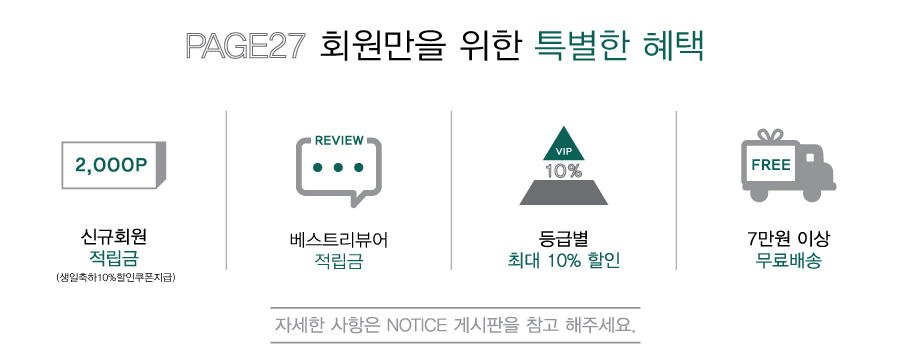 PAGE27 회원만을 위한 특별한 혜택
2,000P
신규회원
적립금
(생일축하10%할인쿠폰지급)
REVIEW
베스트리뷰어
적립금
VIP
10%
등급별
최대 10% 할인
FREE
7만원 이상
무료배송
자세한 사항은 NOTICE 게시판을 참고 해주세요.